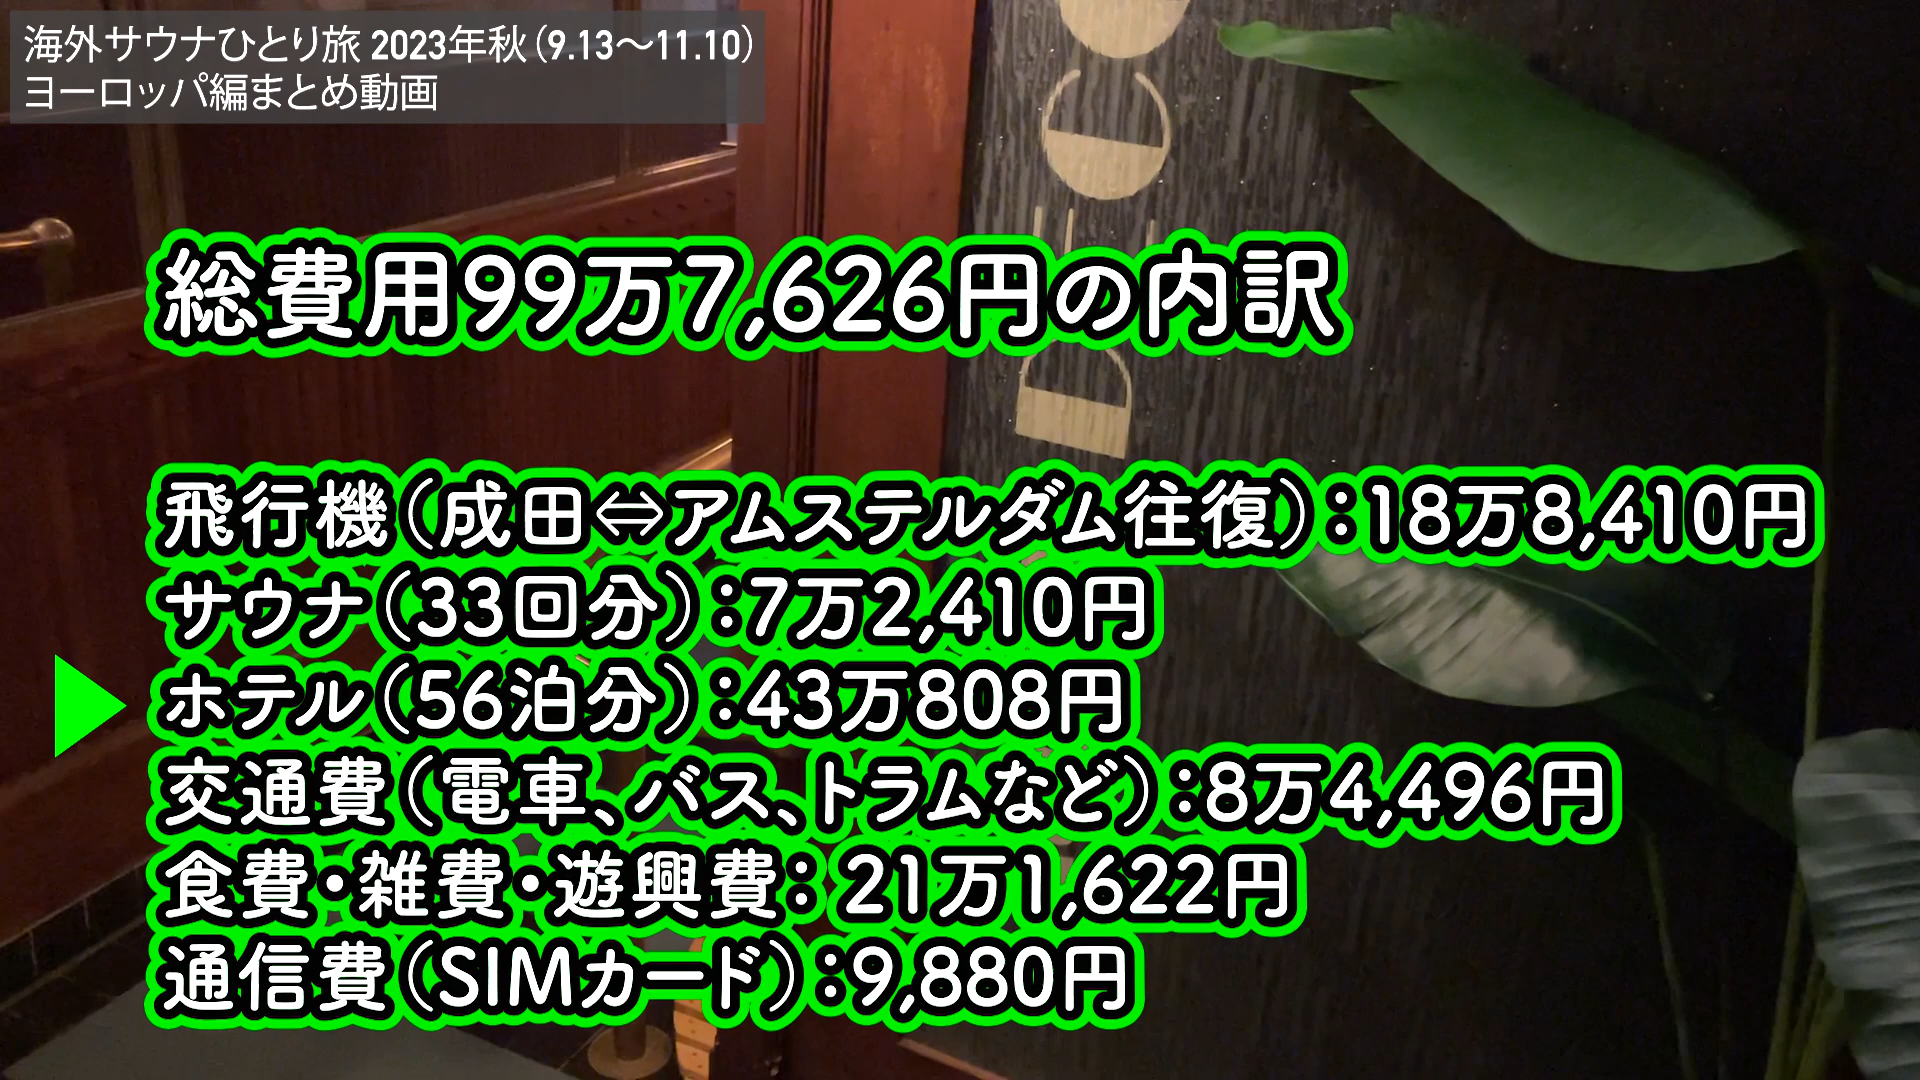 海外サウナひとり旅 2023年秋（9.13〜11.10）
ヨーロッパ編まとめ動画
総費用99万7,626円の内訳
飛行機（成田⇔アムステルダム往復）：18万8,410円
サウナ（33回分）：7万2,410円
ホテル（56泊分）：43万808円
交通費（電車、バス、トラムなど）：8万4,496円
食費・雑費・遊興費： 21万1,622円
通信費（SIMカード）：9,880円